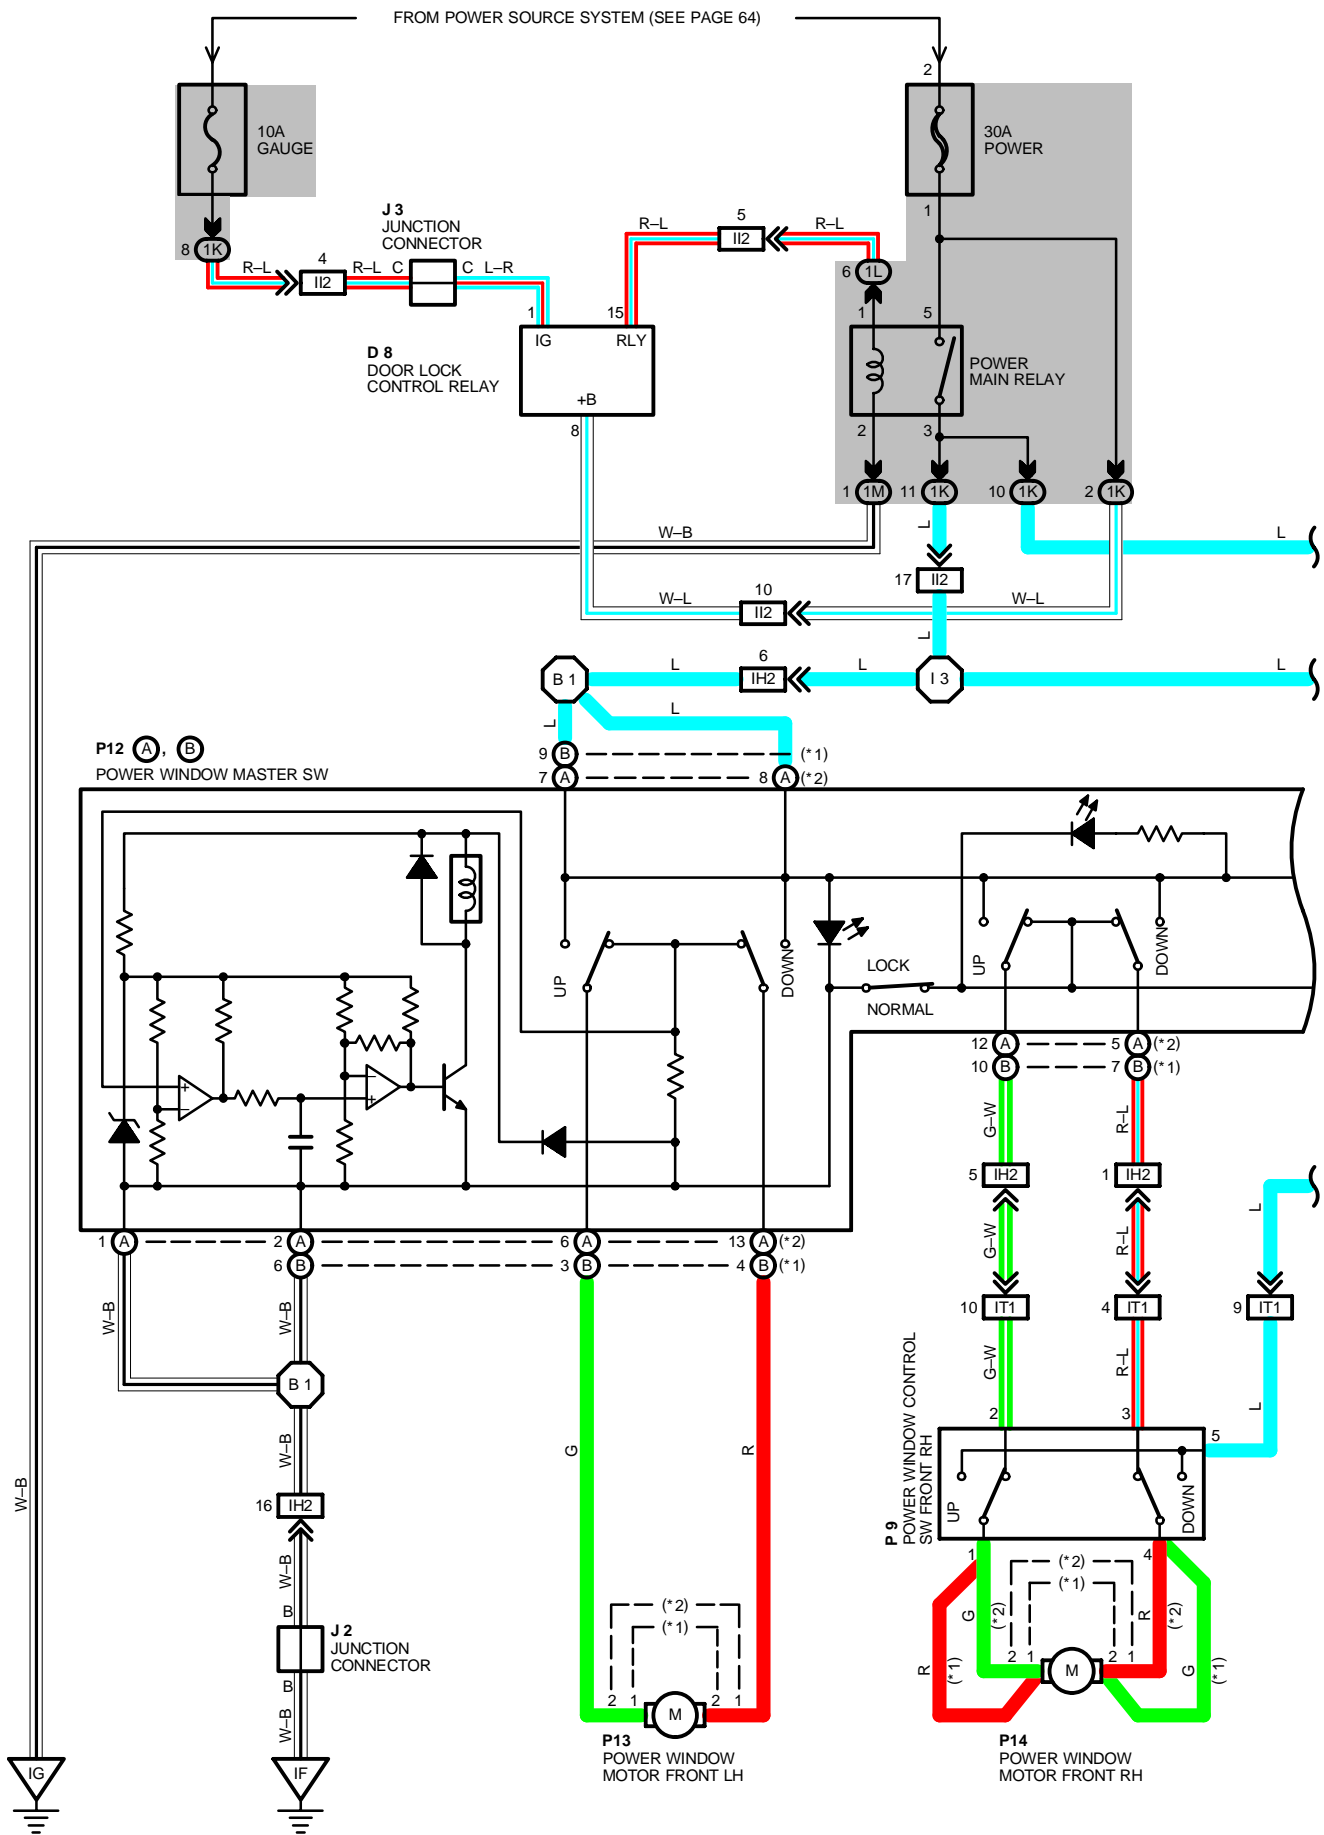 FROM POWER SOURCE SYSTEM (SEE PAGE 64)
2
10A
GAUGE
30A
POWER
1
8 1K
R–L
4
II2
R–L
C
J 3
JUNCTION
CONNECTOR
C
L–R
R–L
5
II2
R–L
6 1L
1
5
1
15
IG
RLY
+B
8
D 8
DOOR LOCK
CONTROL RELAY
POWER
MAIN RELAY
2
3
1 1M
11 1K
10 1K
2 1K
W–B
L
L
17 II2
W–L
10
II2
W–L
L
B 1
L
6
IH2
L
I 3
L
L
L
P12 A , B
POWER WINDOW MASTER SW
9 B
(*1)
7 A
8 A
(*2)
UP
DOWN
LOCK
NORMAL
UP
DOWN
+
–
–
+
12 A
5 A
(*2)
10 B
7 B
(*1)
G–W
R–L
5 IH2
1 IH2
G–W
R–L
L
10 IT1
4 IT1
9 IT1
G–W
R–L
L
2
3
5
P 9
POWER WINDOW CONTROL
SW FRONT RH
UP
DOWN
1
4
1 A
2 A
6 A
13 A
(*2)
6 B
3 B
4 B
(*1)
W–B
W–B
B 1
W–B
16 IH2
W–B
B
J 2
JUNCTION
CONNECTOR
B
W–B
W–B
IG
IF
G
R
(*2)
(*1)
2 1
M
2 1
P13
POWER WINDOW
MOTOR FRONT LH
(*2)
(*1)
R
(*1)
G
(*2)
2 1
M
2 1
R
(*2)
G
(*1)
P14
POWER WINDOW
MOTOR FRONT RH